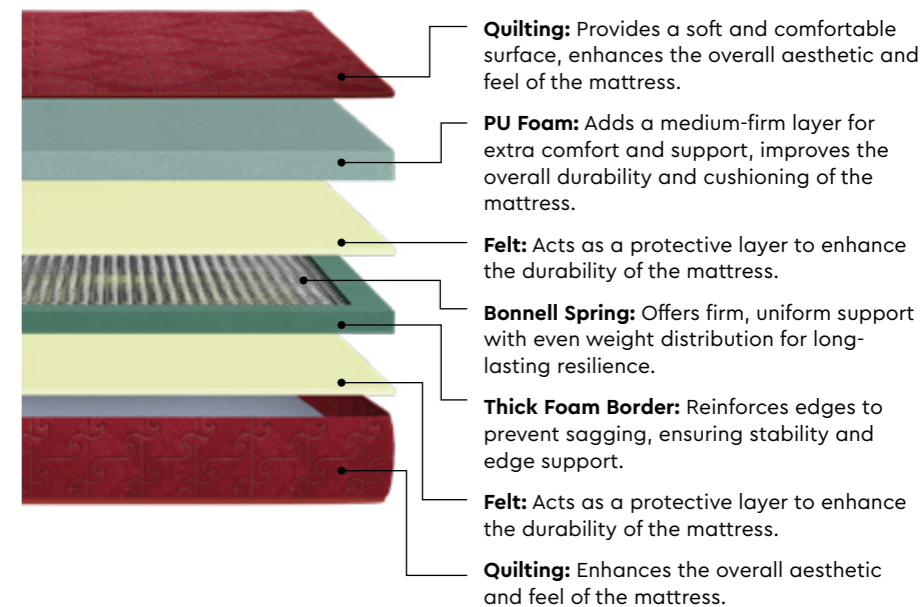 Quilting: Provides a soft and comfortable
surface, enhances the overall aesthetic and
feel of the mattress.
PU Foam: Adds a medium-firm layer for
extra comfort and support, improves the
overall durability and cushioning of the
mattress.
Felt: Acts as a protective layer to enhance
the durability of the mattress.
Bonnell Spring: Offers firm, uniform support
with even weight distribution for long-
lasting resilience.
Thick Foam Border: Reinforces edges to
prevent sagging, ensuring stability and
edge support.
Felt: Acts as a protective layer to enhance
the durability of the mattress.
Quilting: Enhances the overall aesthetic
and feel of the mattress.